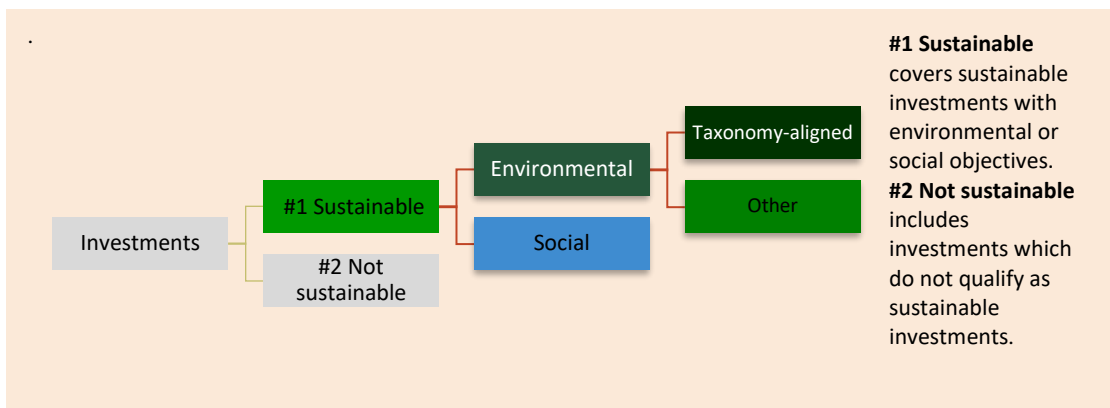 .
Investments
#1 Sustainable
#2 Not
sustainable
Environmental
Social
Taxonomy-aligned
Other
#1 Sustainable
covers sustainable
investments with
environmental or
social objectives.
#2 Not sustainable
includes
investments which
do not qualify as
sustainable
investments.